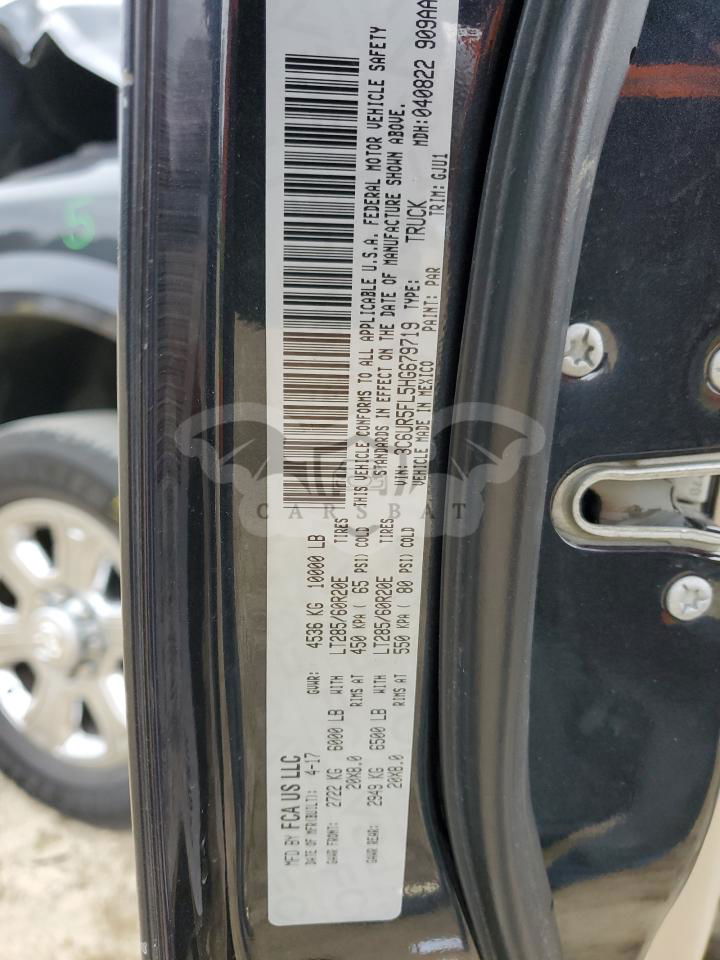 MFD BY FCA US LLC
DATE OF MFR(BUILT): 4-17 GVWR: 4536 KG 10000 LB
GAWR FRONT: 2722 KG 6000 LB WITH LT285/60R20E TIRES
20X8.0 RIMS AT 450 KPA ( 65 PSI) COLD
GAWR REAR: 2949 KG 6500 LB WITH LT285/60R20E TIRES
20X8.0 RIMS AT 550 KPA ( 80 PSI) COLD
THIS VEHICLE CONFORMS TO ALL APPLICABLE U.S.A. FEDERAL MOTOR VEHICLE SAFETY
STANDARDS IN EFFECT ON THE DATE OF MANUFACTURE SHOWN ABOVE.
VIN: 3C6UR5FL5HG679719 TYPE: TRUCK MDH:040822 909AA
VEHICLE MADE IN MEXICO PAINT: PAR TRIM: GJU1
CARSBAT
5